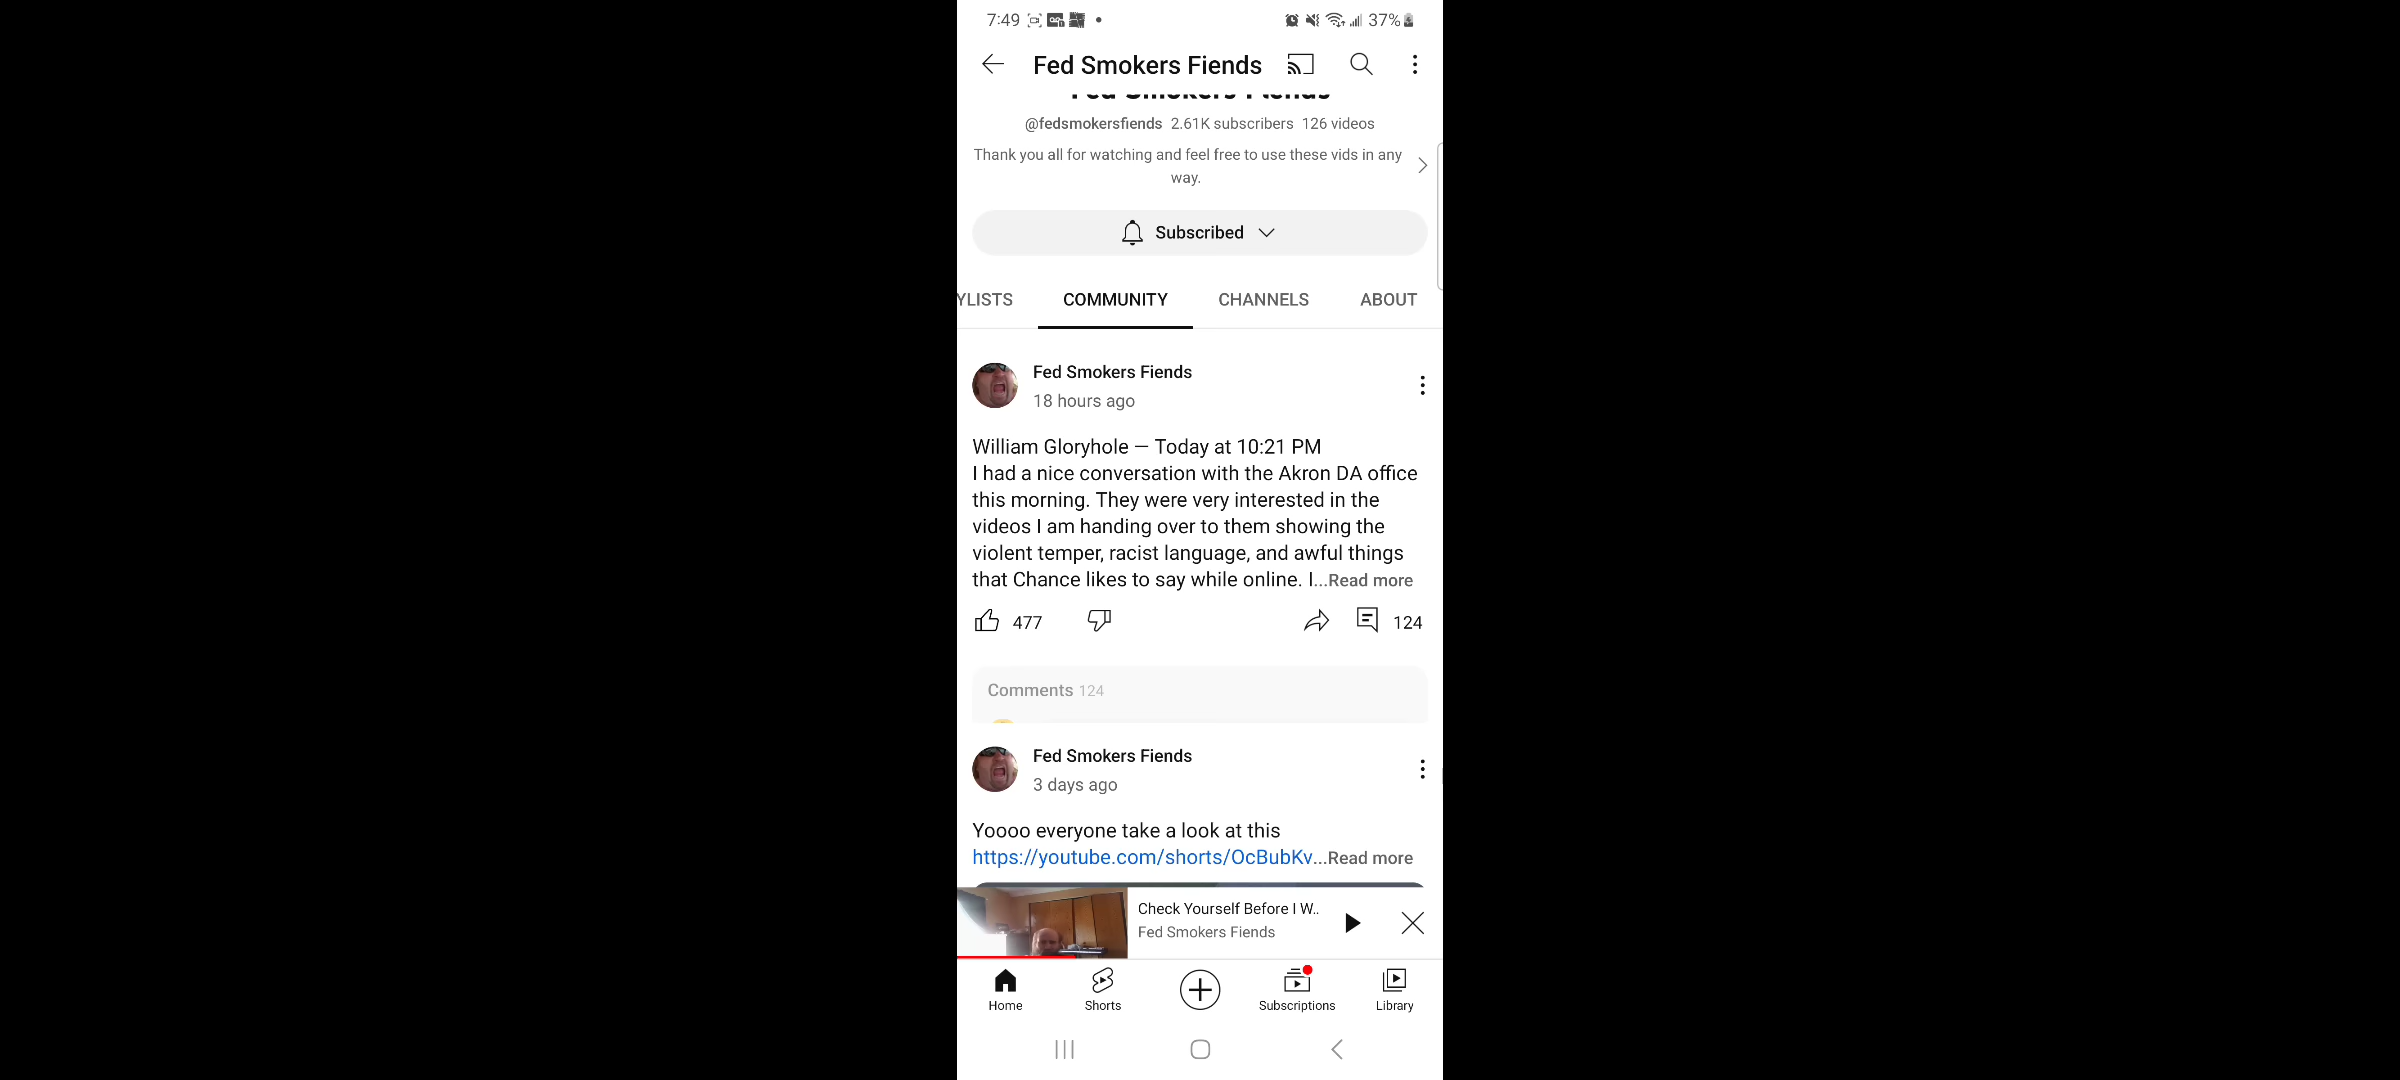 7:49
37%
Fed Smokers Fiends
Fed Smokers Fiends
@fedsmokersfiends 2.61K subscribers 126 videos
Thank you all for watching and feel free to use these vids in any
way.
Subscribed
YLISTS COMMUNITY CHANNELS ABOUT
Fed Smokers Fiends
18 hours ago
William Gloryhole — Today at 10:21 PM
I had a nice conversation with the Akron DA office
this morning. They were very interested in the
videos I am handing over to them showing the
violent temper, racist language, and awful things
that Chance likes to say while online. I...Read more
477
124
Comments 124
Fed Smokers Fiends
3 days ago
Yoooo everyone take a look at this
https://youtube.com/shorts/OcBubKv...Read more
Check Yourself Before I W..
Fed Smokers Fiends
Home Shorts Subscriptions Library